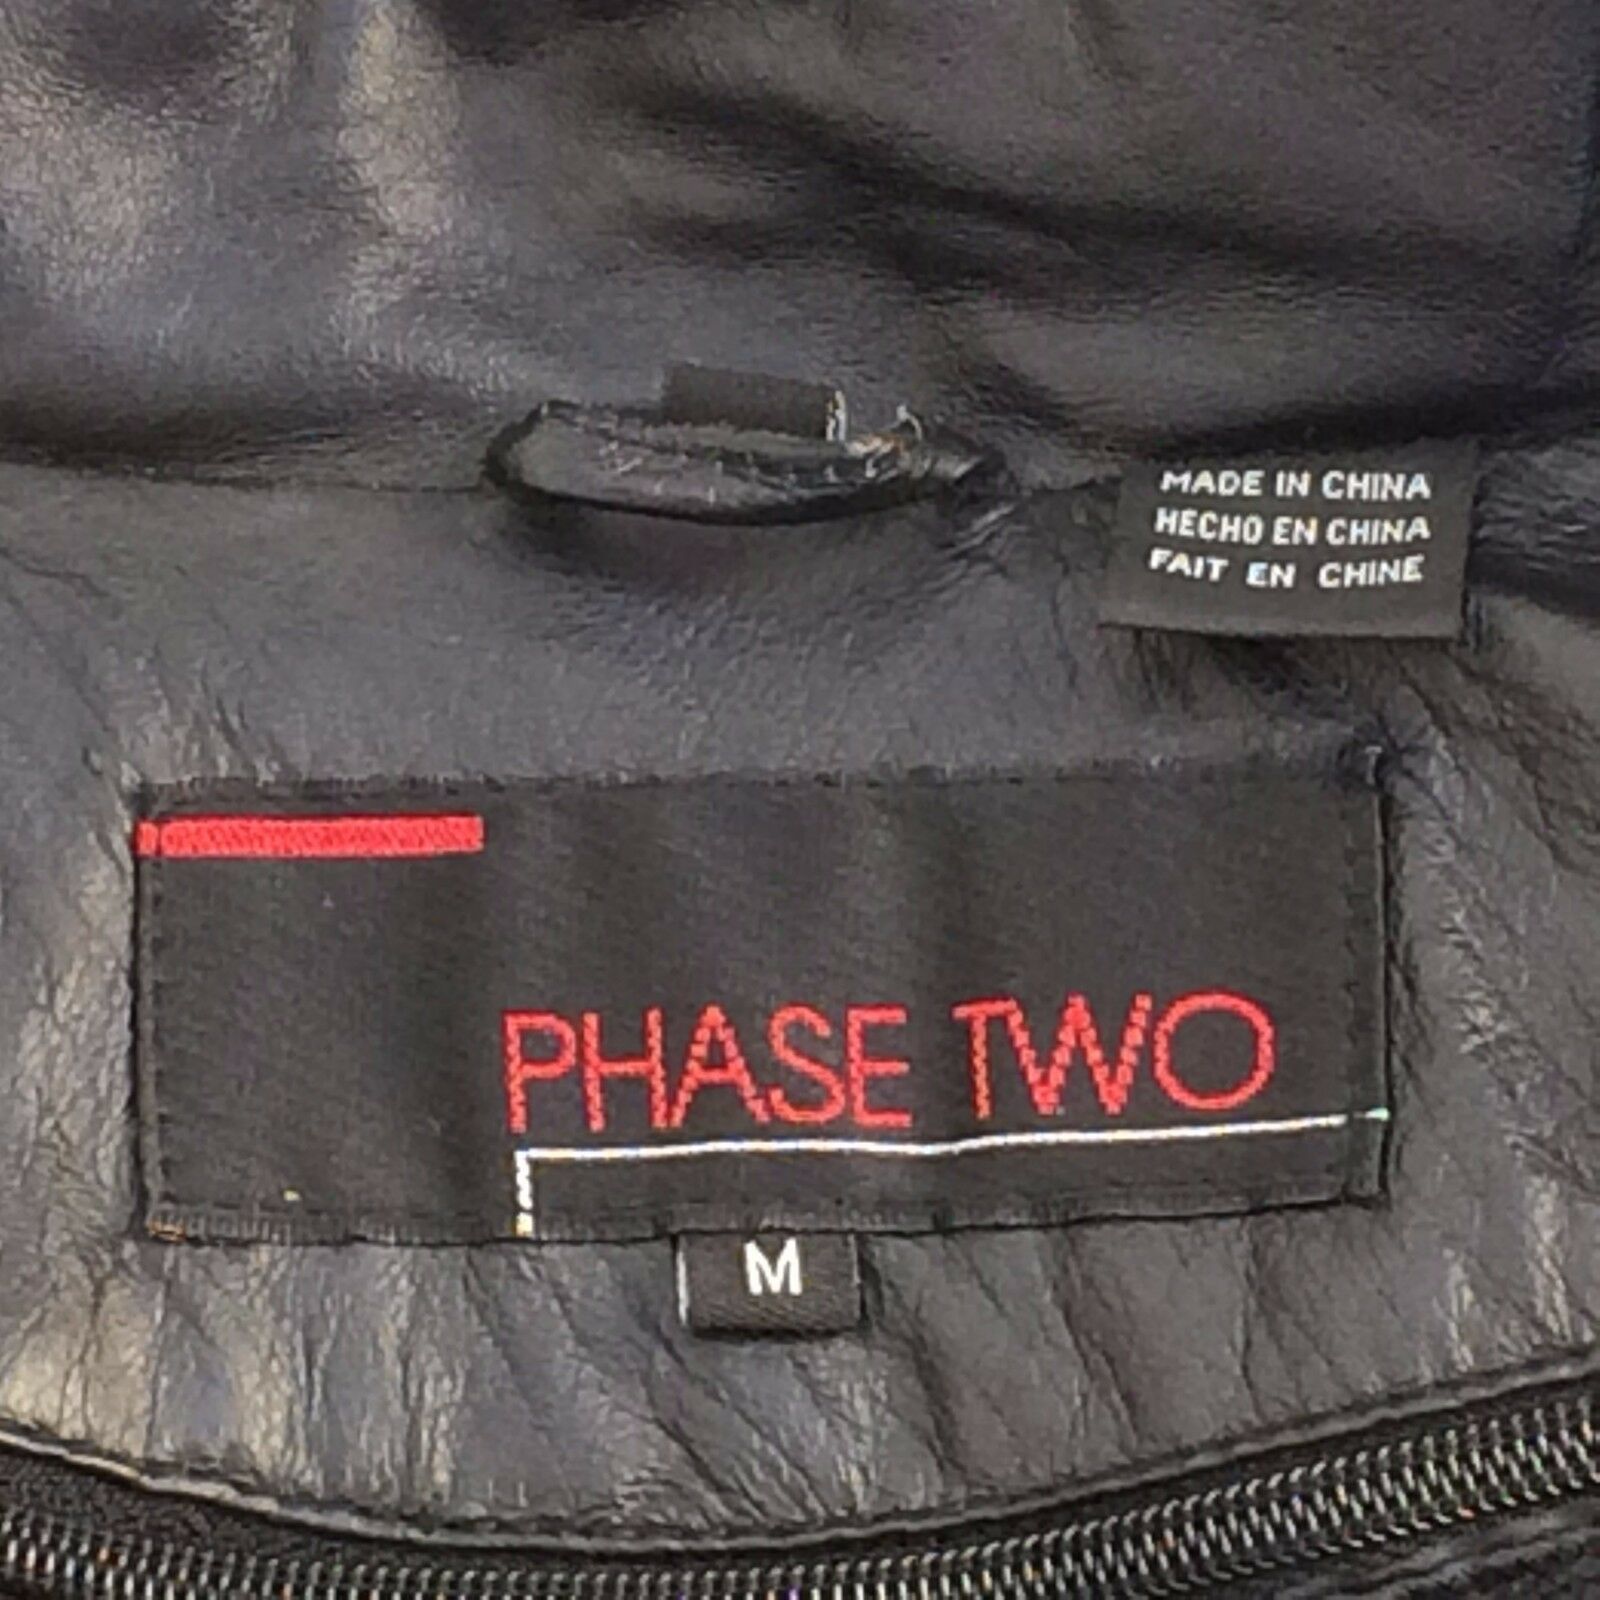 MADE IN CHINA
HECHO EN CHINA
FAIT EN CHINE
PHASE TWO
M